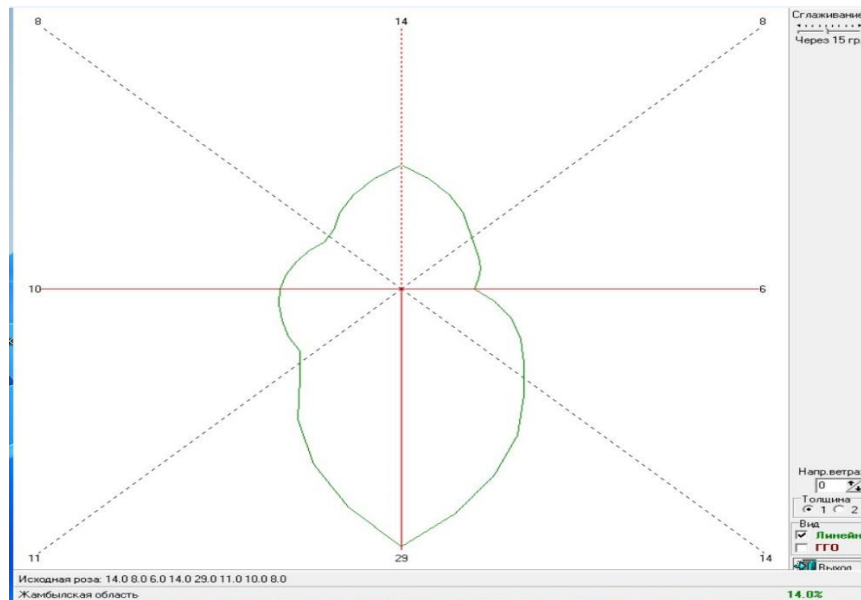 8
14
8
Сглаживание
Через 15 гр
10
6
Напр.ветра
0
Толщина
1 2
Вид
Линейн
ГГО
Выход
11
29
14
Исходная роза: 14.0 8.0 6.0 14.0 29.0 11.0 10.0 8.0
Жамбылская область
14.0%